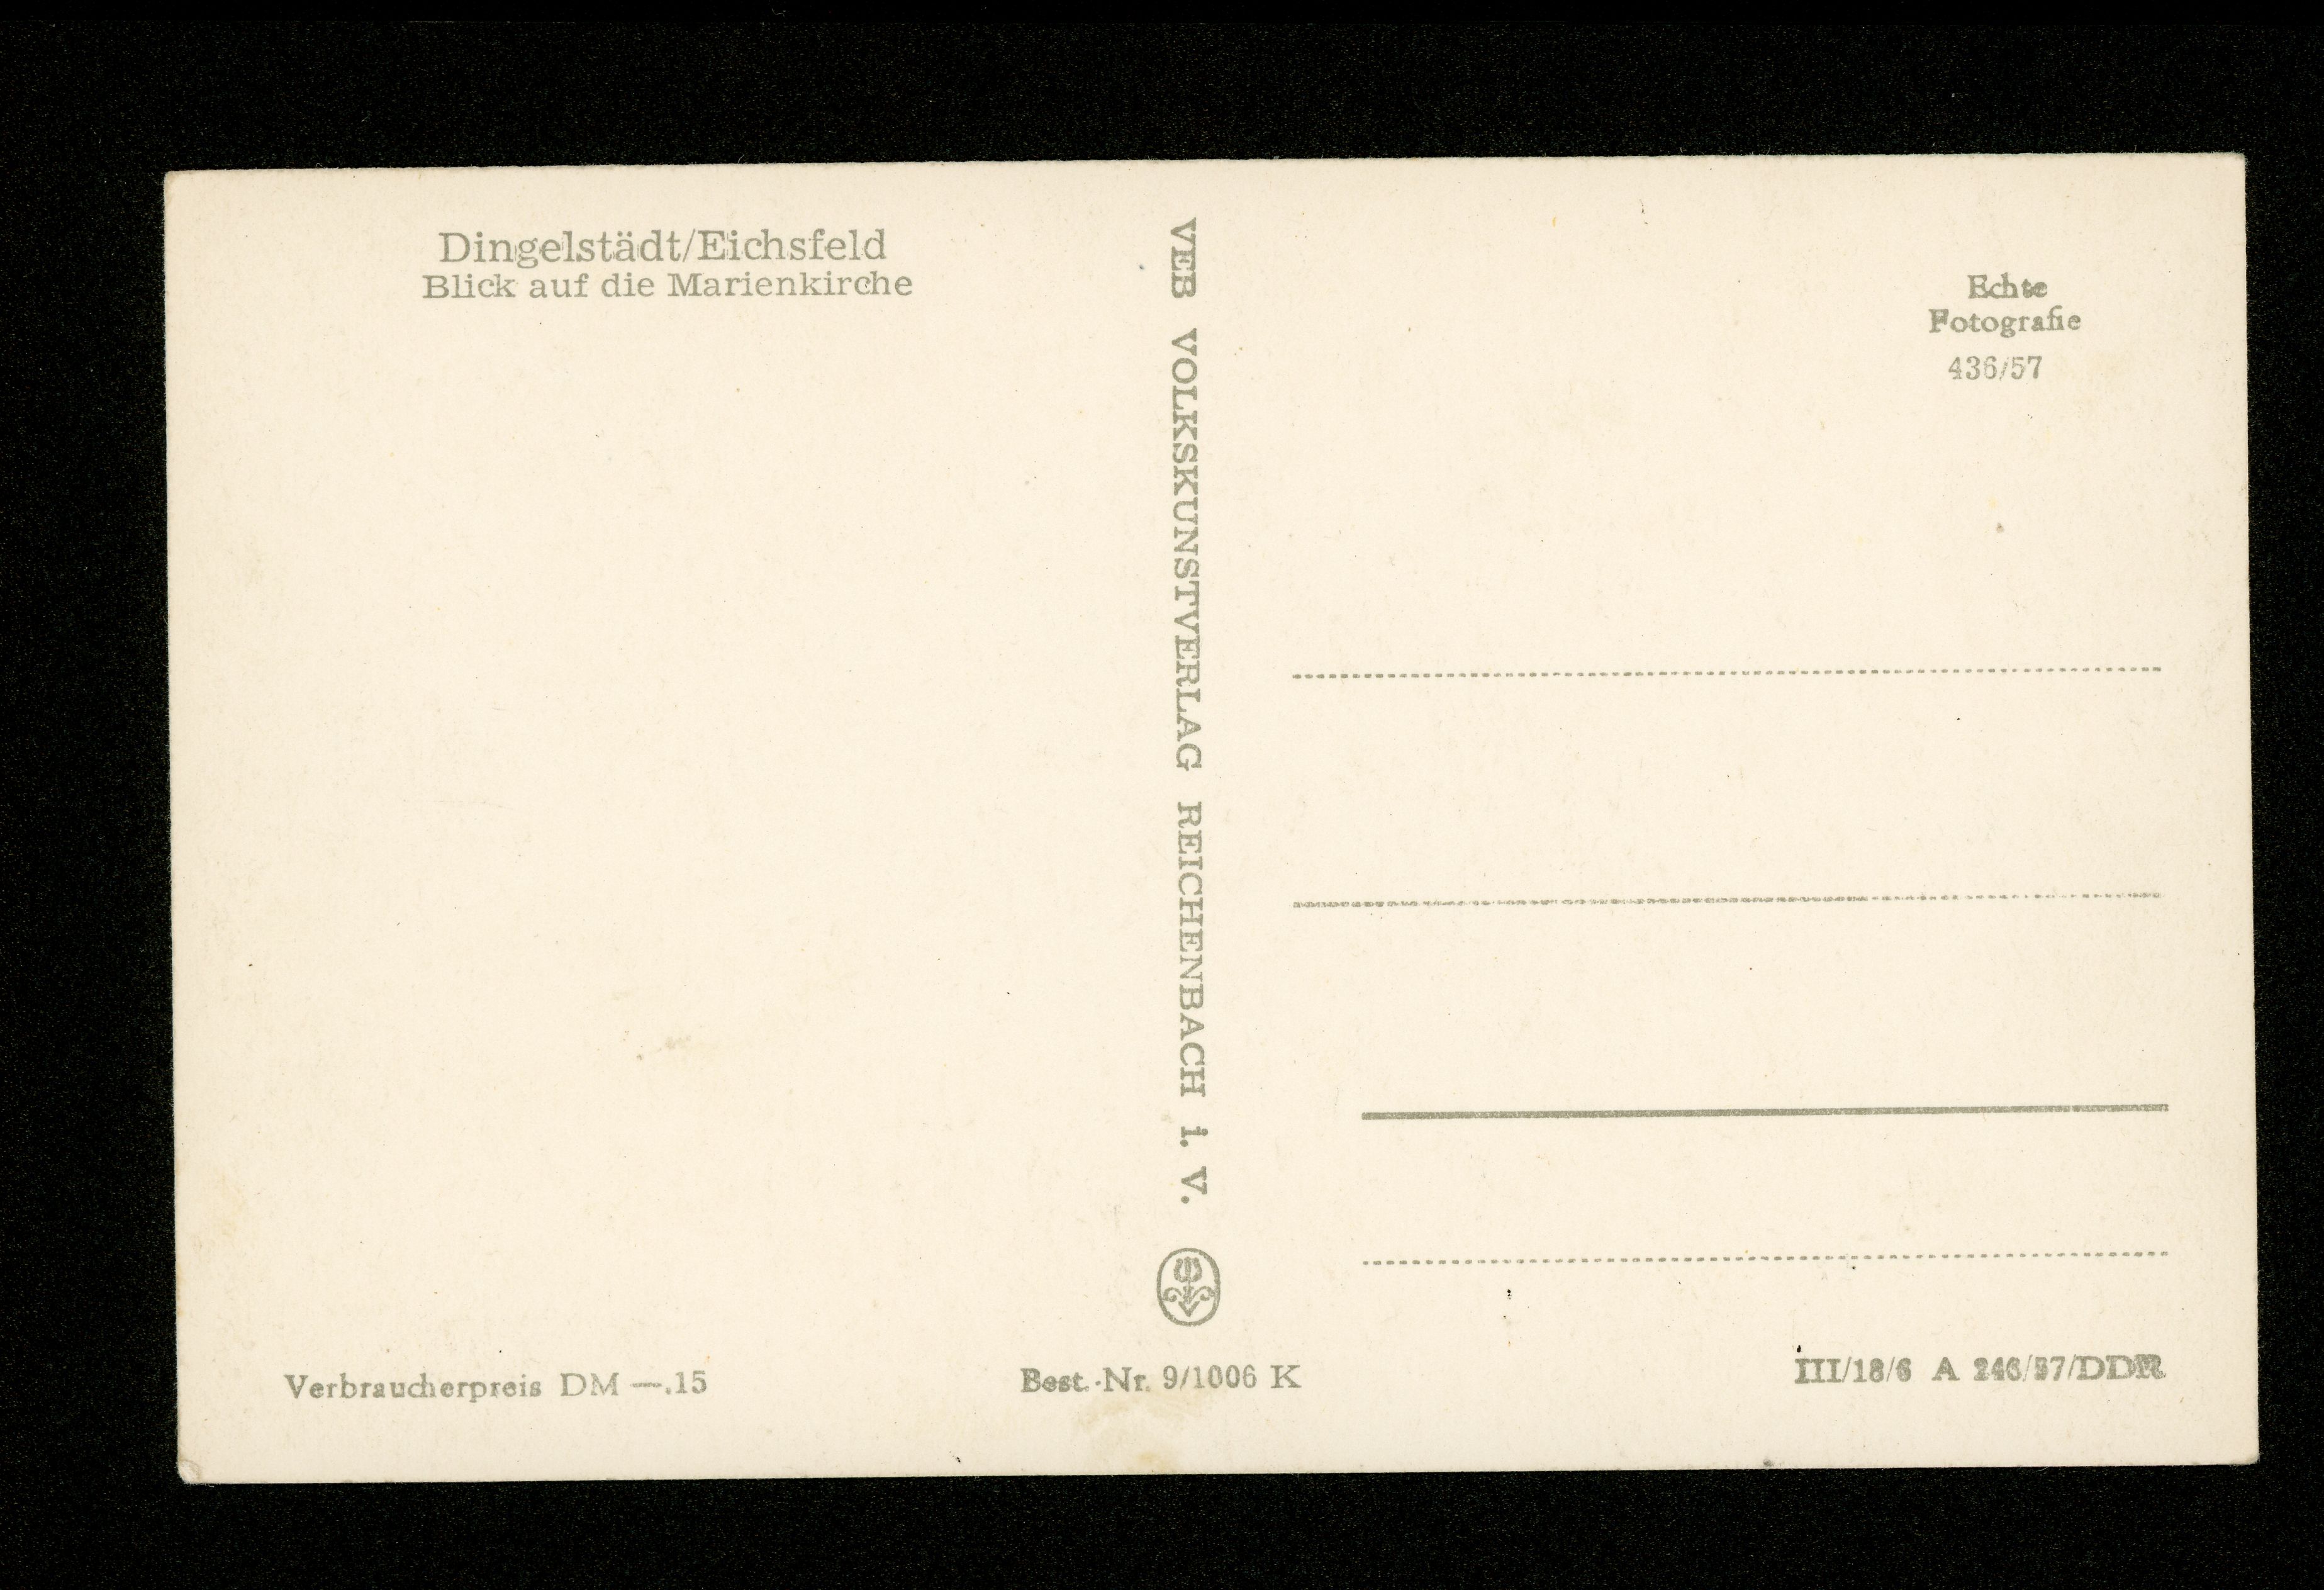 Dingelstädt/Eichsfeld
Blick auf die Marienkirche
VEB VOLKSKUNSTVERLAG REICHENBACH i. V.
Echte
Fotografie
436/57
Verbraucherpreis DM —.15
Best.-Nr. 9/1006 K
III/18/6 A 246/57/DDR